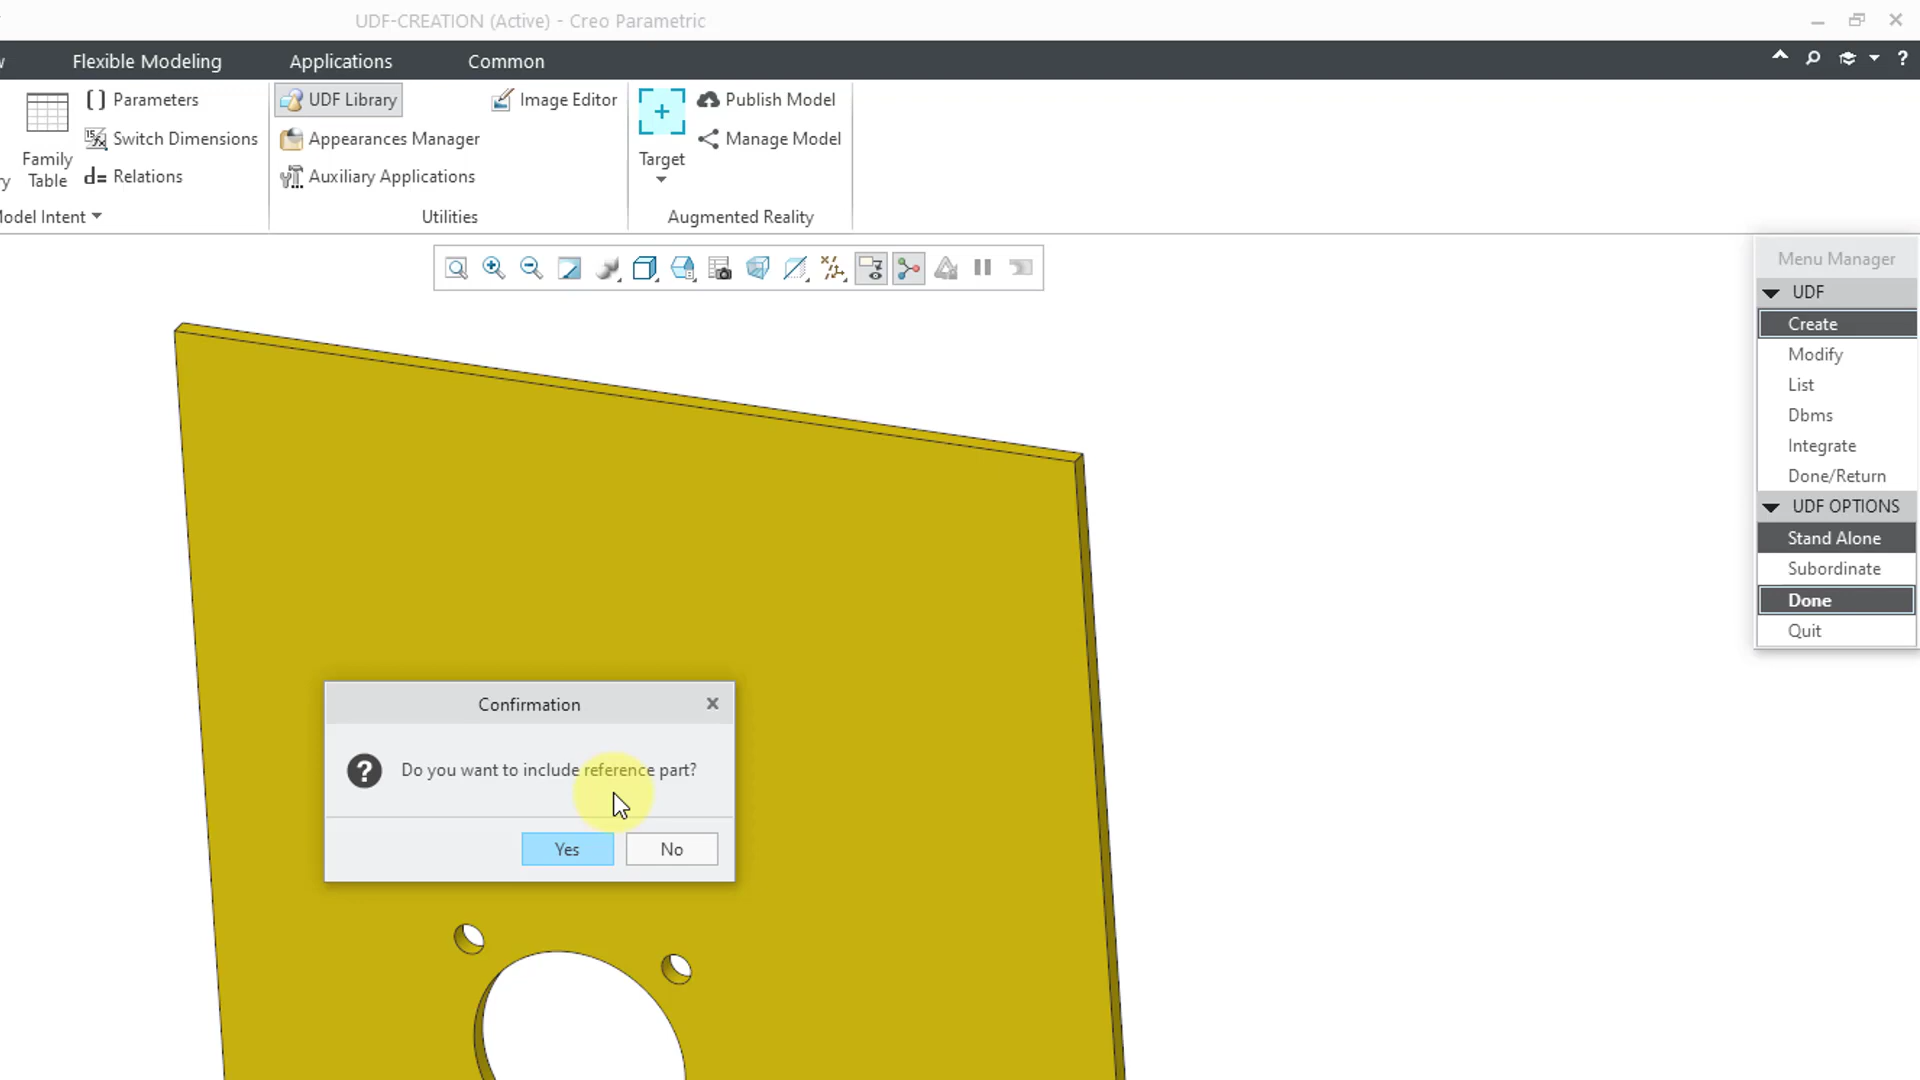 UDF-CREATION (Active) - Creo Parametric
Flexible Modeling
Applications
Common
?
[ ] Parameters
Switch Dimensions
d= Relations
Family
Table
odel Intent
UDF Library
Image Editor
Appearances Manager
Auxiliary Applications
Utilities
Target
Publish Model
Manage Model
Augmented Reality
Menu Manager
UDF
Create
Modify
List
Dbms
Integrate
Done/Return
UDF OPTIONS
Stand Alone
Subordinate
Done
Quit
Confirmation
Do you want to include reference part?
Yes
No